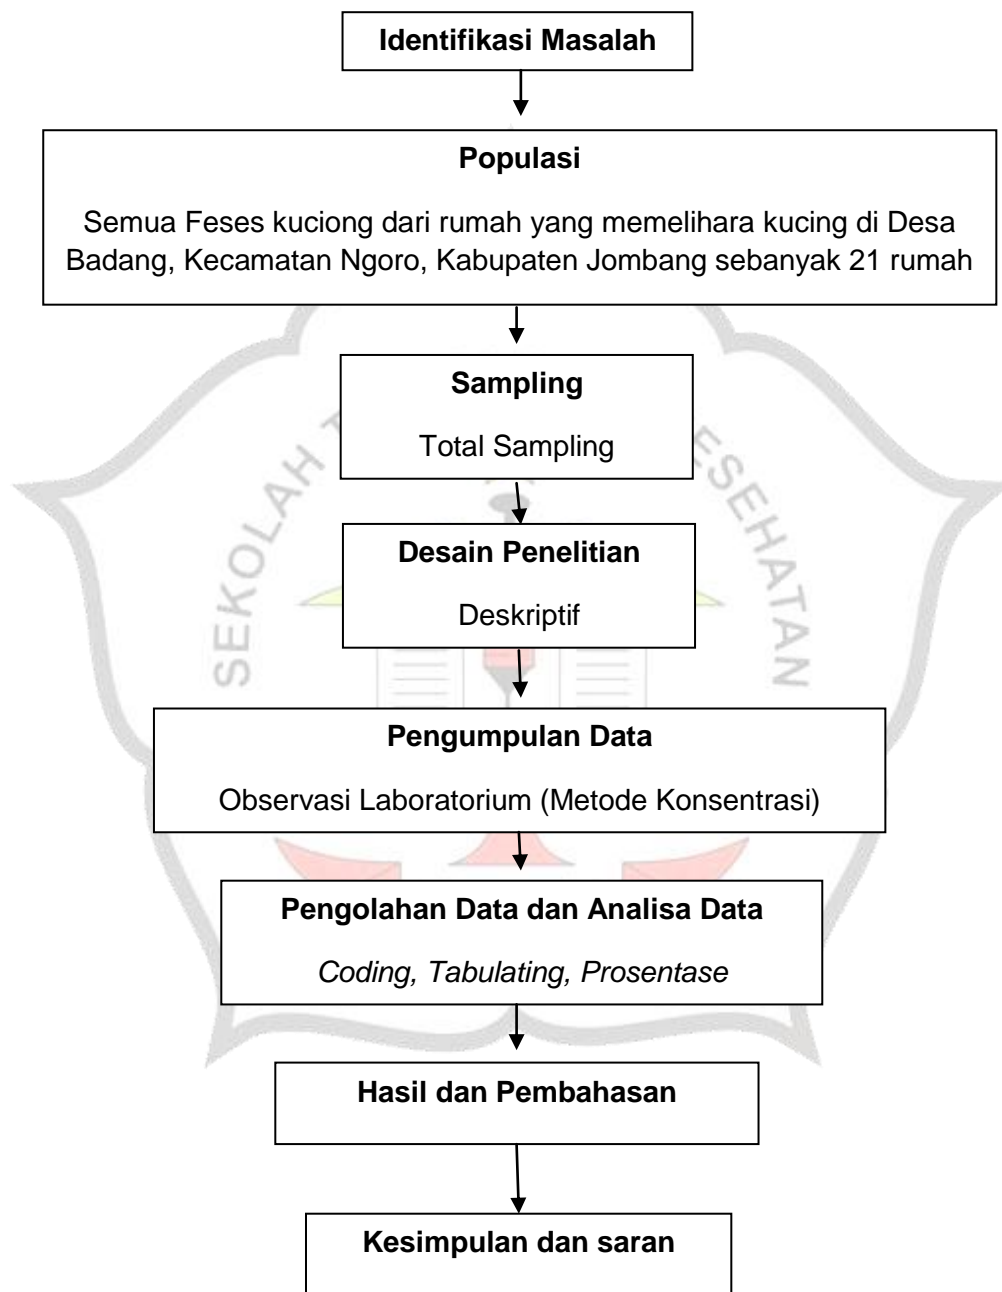 Identifikasi Masalah
Populasi
Semua Feses kuciong dari rumah yang memelihara kucing di Desa
Badang, Kecamatan Ngoro, Kabupaten Jombang sebanyak 21 rumah
Sampling
Total Sampling
Desain Penelitian
Deskriptif
Pengumpulan Data
Observasi Laboratorium (Metode Konsentrasi)
Pengolahan Data dan Analisa Data
Coding, Tabulating, Prosentase
Hasil dan Pembahasan
Kesimpulan dan saran
SEKOLAH